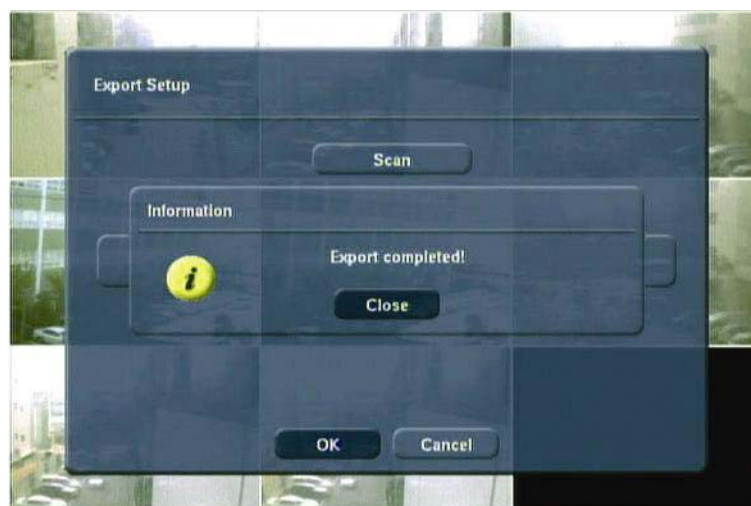 Export Setup
Scan
Information
Export completed!
Close
OK
Cancel